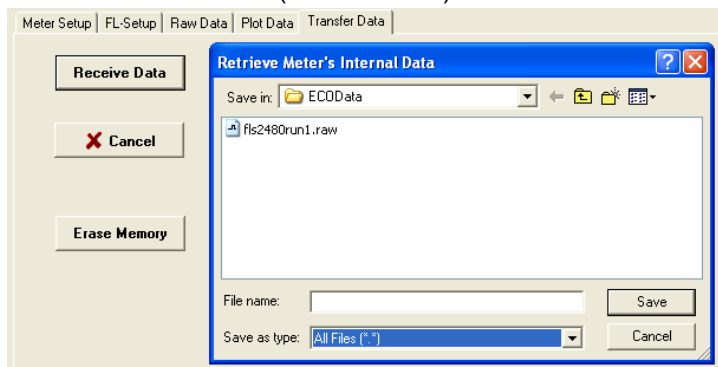 Meter Setup FL-Setup Raw Data Plot Data Transfer Data
Receive Data
Cancel
Erase Memory
Retrieve Meter's Internal Data
Save in: ECOData
fls2480run1.raw
File name:
Save
Save as type: All Files (*.*)
Cancel